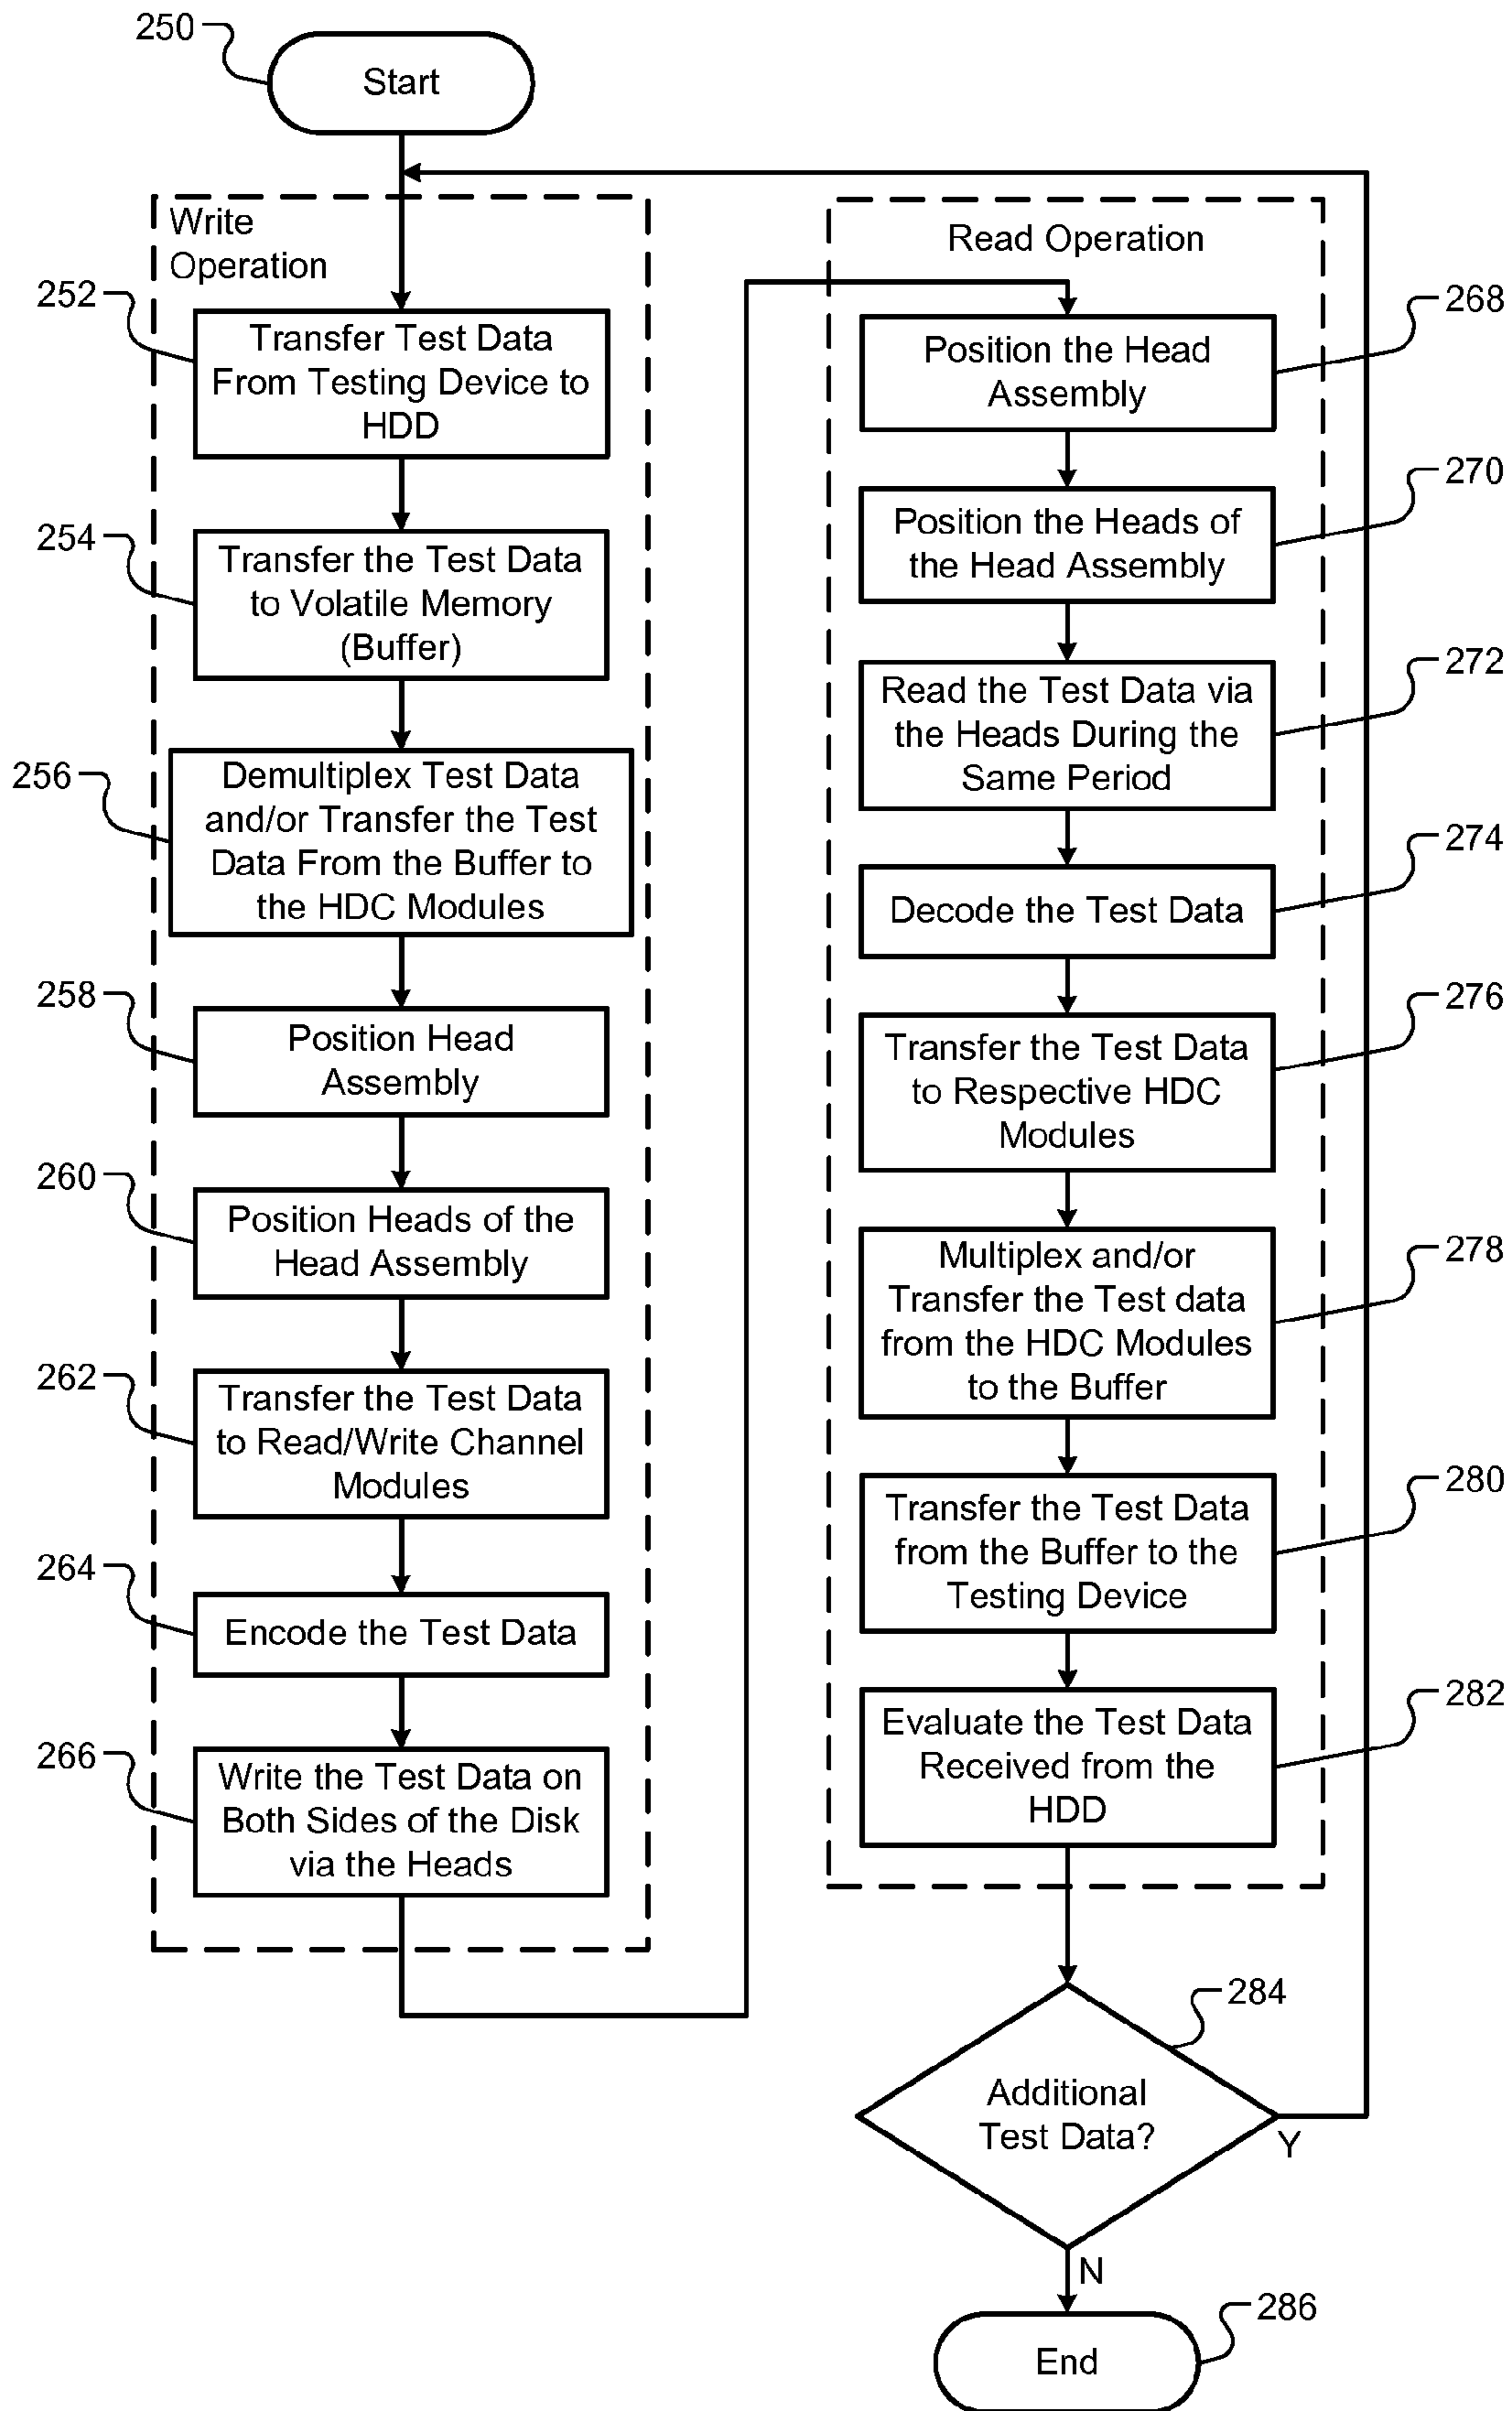 250
Start
Write
Operation
252
Transfer Test Data
From Testing Device to
HDD
254
Transfer the Test Data
to Volatile Memory
(Buffer)
256
Demultiplex Test Data
and/or Transfer the Test
Data From the Buffer to
the HDC Modules
258
Position Head
Assembly
260
Position Heads of the
Head Assembly
262
Transfer the Test Data
to Read/Write Channel
Modules
264
Encode the Test Data
266
Write the Test Data on
Both Sides of the Disk
via the Heads
Read Operation
268
Position the Head
Assembly
270
Position the Heads of
the Head Assembly
272
Read the Test Data via
the Heads During the
Same Period
274
Decode the Test Data
276
Transfer the Test Data
to Respective HDC
Modules
278
Multiplex and/or
Transfer the Test data
from the HDC Modules
to the Buffer
280
Transfer the Test Data
from the Buffer to the
Testing Device
282
Evaluate the Test Data
Received from the
HDD
284
Additional
Test Data?
Y
N
286
End